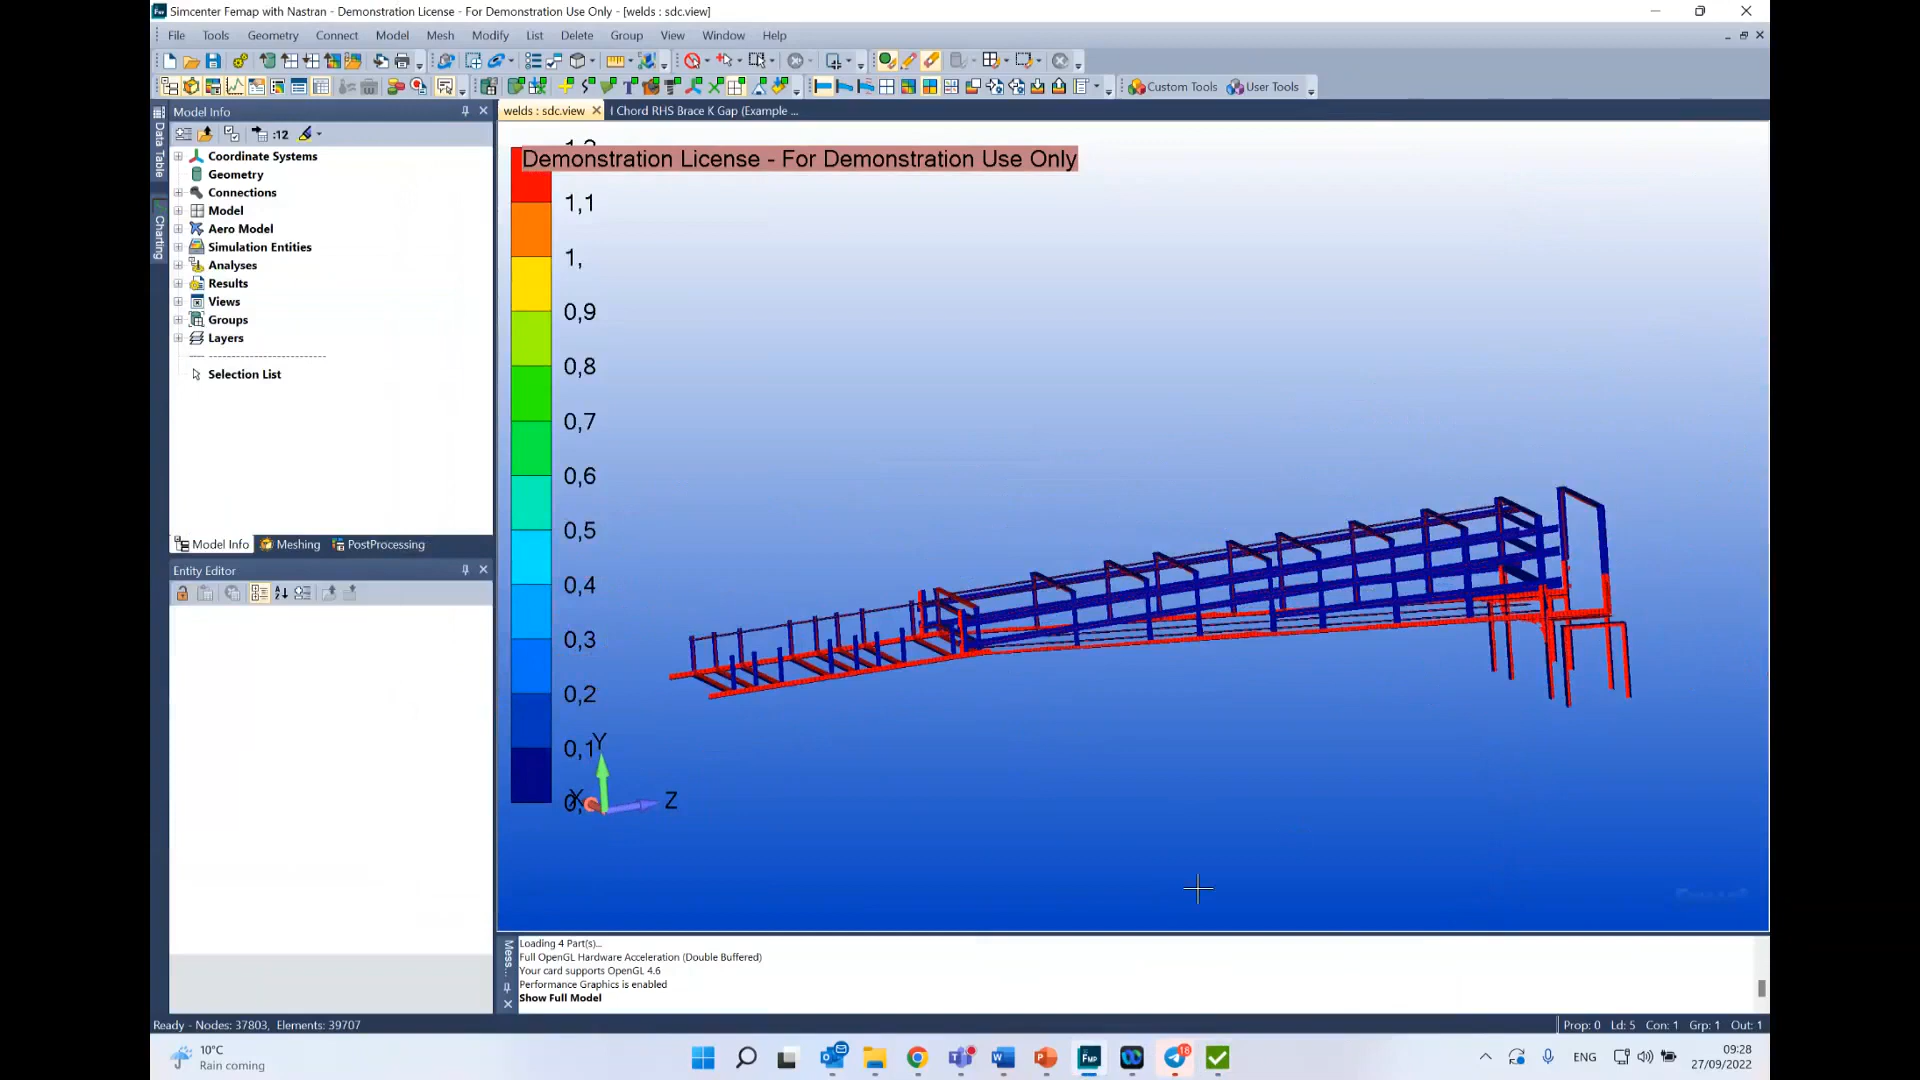 Simcenter Femap with Nastran - Demonstration License - For Demonstration Use Only - [welds : sdc.view]
File Tools Geometry Connect Model Mesh Modify List Delete Group View Window Help
Custom Tools User Tools
Model Info
welds : sdc.view
I Chord RHS Brace K Gap (Example ...
:12
Data Table
Charting
Coordinate Systems
Geometry
Connections
Model
Aero Model
Simulation Entities
Analyses
Results
Views
Groups
Layers
Selection List
Model Info Meshing PostProcessing
Entity Editor
Demonstration License - For Demonstration Use Only
1,1
1,
0,9
0,8
0,7
0,6
0,5
0,4
0,3
0,2
0,1
0,
Y
X
Z
Mess...
Loading 4 Part(s)...
Full OpenGL Hardware Acceleration (Double Buffered)
Your card supports OpenGL 4.6
Performance Graphics is enabled
Show Full Model
Ready - Nodes: 37803, Elements: 39707
Prop: 0 Ld: 5 Con: 1 Grp: 1 Out: 1
10°C
Rain coming
18
ENG
09:28
27/09/2022